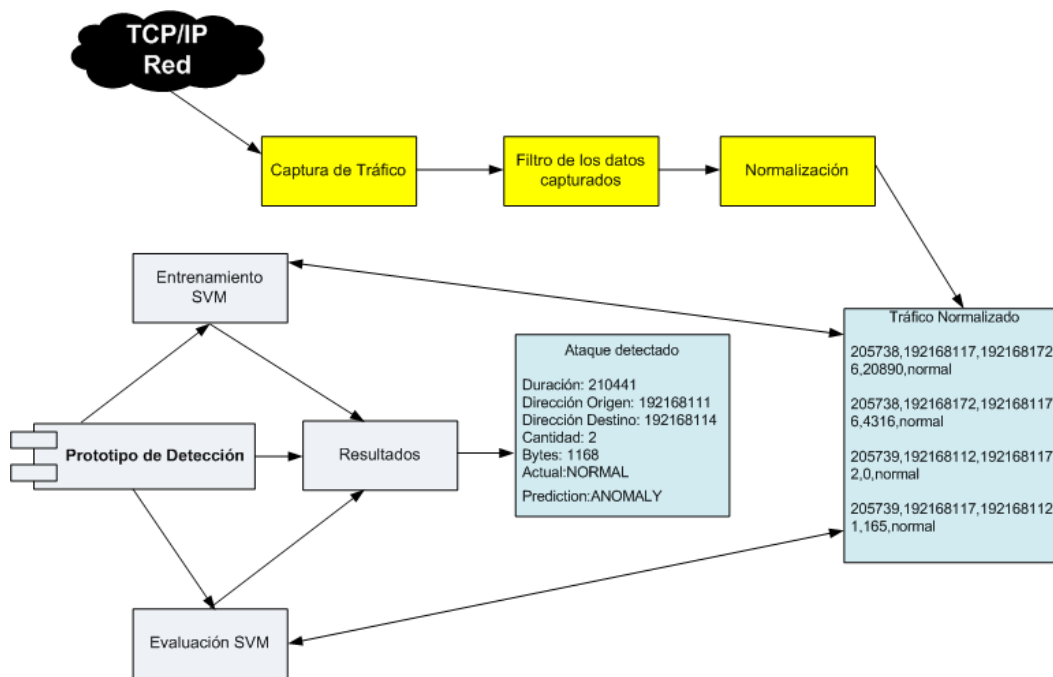 TCP/IP
Red
Captura de Tráfico
Filtro de los datos
capturados
Normalización
Entrenamiento
SVM
Tráfico Normalizado
205738,192168117,192168172
6,20890,normal
205738,192168172,192168117
6,4316,normal
205739,192168112,192168117
2,0,normal
205739,192168117,192168112
1,165,normal
Ataque detectado
Duración: 210441
Dirección Origen: 192168111
Dirección Destino: 192168114
Cantidad: 2
Bytes: 1168
Actual:NORMAL
Prediction:ANOMALY
Prototipo de Detección
Resultados
Evaluación SVM